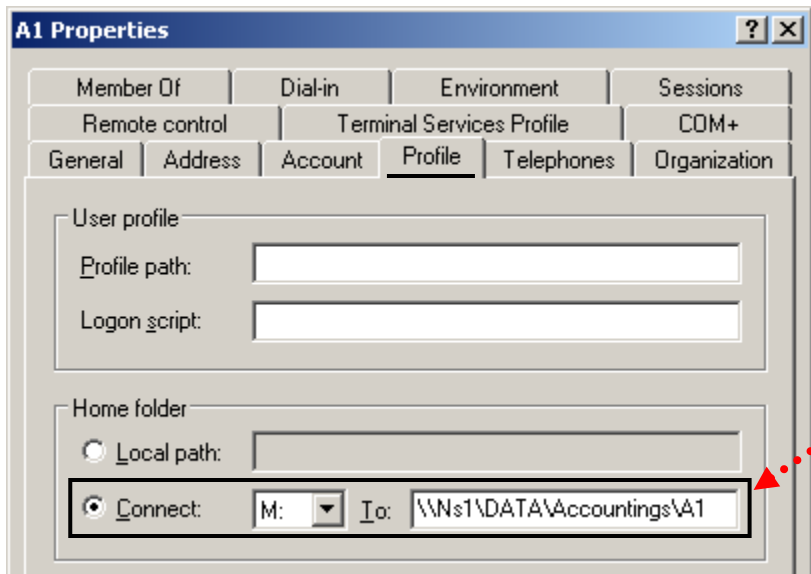 A1 Properties
Member Of Dial-in Environment Sessions
Remote control Terminal Services Profile COM+
General Address Account Profile Telephones Organization
User profile
Profile path:
Logon script:
Home folder
Local path:
Connect: M: To: \\Ns1\DATA\Accountings\A1